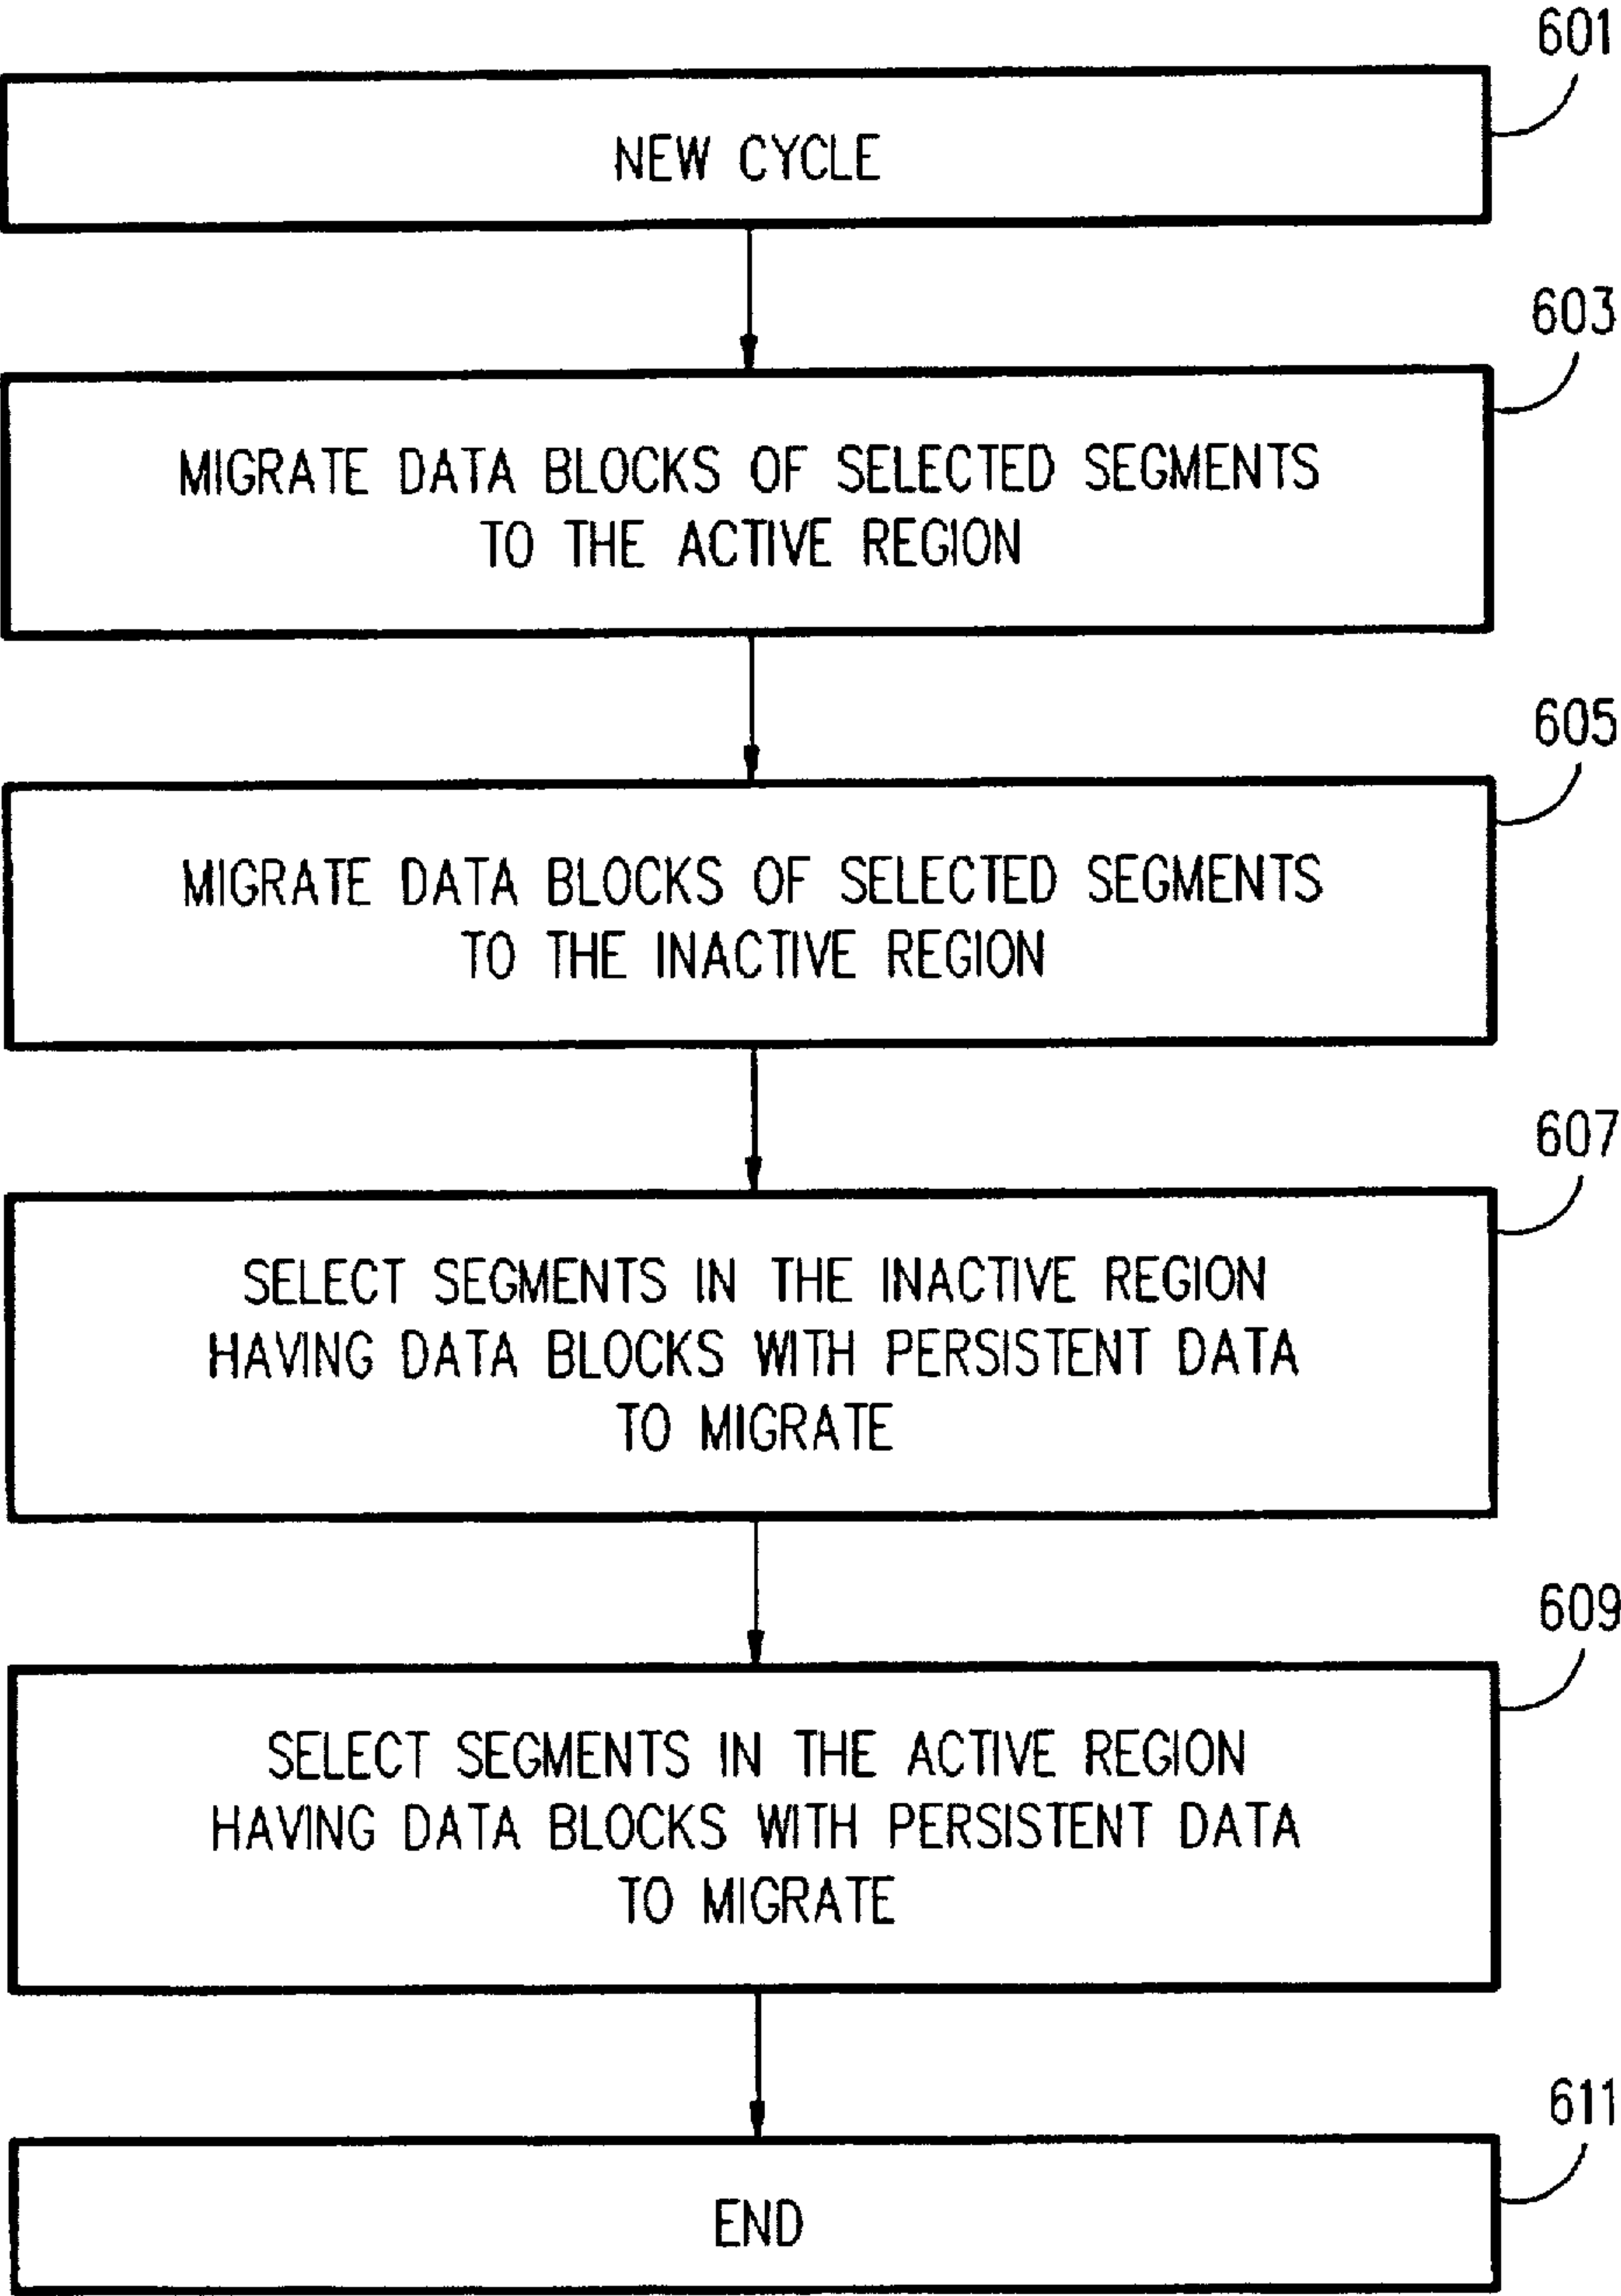 601
NEW CYCLE
603
MIGRATE DATA BLOCKS OF SELECTED SEGMENTS
TO THE ACTIVE REGION
605
MIGRATE DATA BLOCKS OF SELECTED SEGMENTS
TO THE INACTIVE REGION
607
SELECT SEGMENTS IN THE INACTIVE REGION
HAVING DATA BLOCKS WITH PERSISTENT DATA
TO MIGRATE
609
SELECT SEGMENTS IN THE ACTIVE REGION
HAVING DATA BLOCKS WITH PERSISTENT DATA
TO MIGRATE
611
END